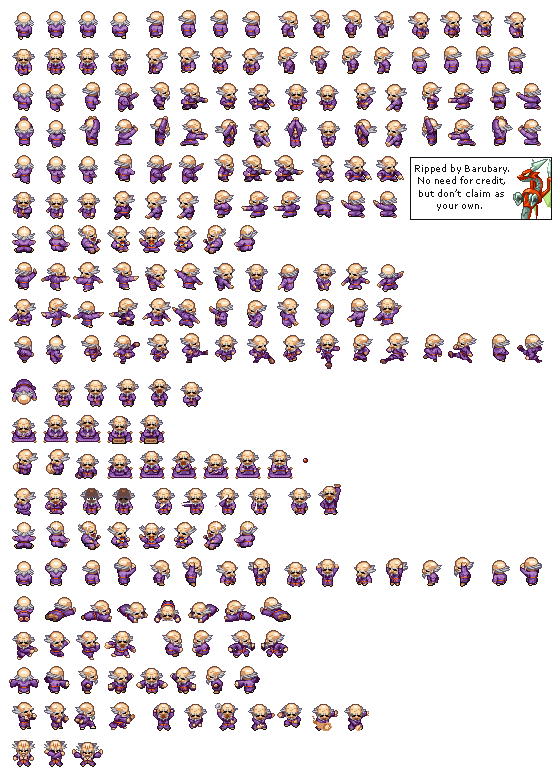 Ripped by Barubary.
No need for credit,
but don't claim as
your own.